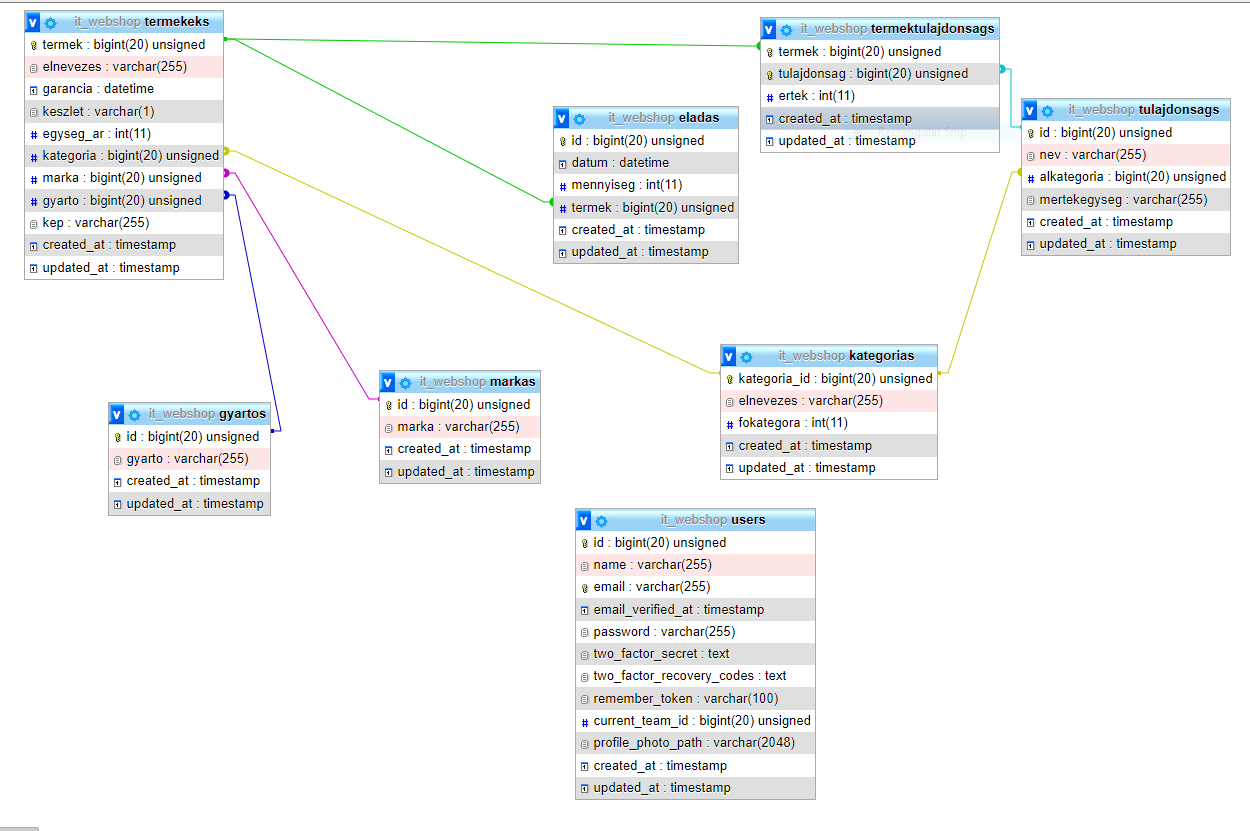 it_webshop termekeks
termek : bigint(20) unsigned
elnevezes : varchar(255)
garancia : datetime
keszlet : varchar(1)
egyseg_ar : int(11)
kategoria : bigint(20) unsigned
marka : bigint(20) unsigned
gyarto : bigint(20) unsigned
kep : varchar(255)
created_at : timestamp
updated_at : timestamp
it_webshop termektulajdonsags
termek : bigint(20) unsigned
tulajdonsag : bigint(20) unsigned
ertek : int(11)
created_at : timestamp
updated_at : timestamp
it_webshop eladas
id : bigint(20) unsigned
datum : datetime
mennyiseg : int(11)
termek : bigint(20) unsigned
created_at : timestamp
updated_at : timestamp
it_webshop tulajdonsags
id : bigint(20) unsigned
nev : varchar(255)
alkategoria : bigint(20) unsigned
mertekegyseg : varchar(255)
created_at : timestamp
updated_at : timestamp
it_webshop kategorias
kategoria_id : bigint(20) unsigned
elnevezes : varchar(255)
fokategora : int(11)
created_at : timestamp
updated_at : timestamp
it_webshop markas
id : bigint(20) unsigned
marka : varchar(255)
created_at : timestamp
updated_at : timestamp
it_webshop gyartos
id : bigint(20) unsigned
gyarto : varchar(255)
created_at : timestamp
updated_at : timestamp
it_webshop users
id : bigint(20) unsigned
name : varchar(255)
email : varchar(255)
email_verified_at : timestamp
password : varchar(255)
two_factor_secret : text
two_factor_recovery_codes : text
remember_token : varchar(100)
current_team_id : bigint(20) unsigned
profile_photo_path : varchar(2048)
created_at : timestamp
updated_at : timestamp